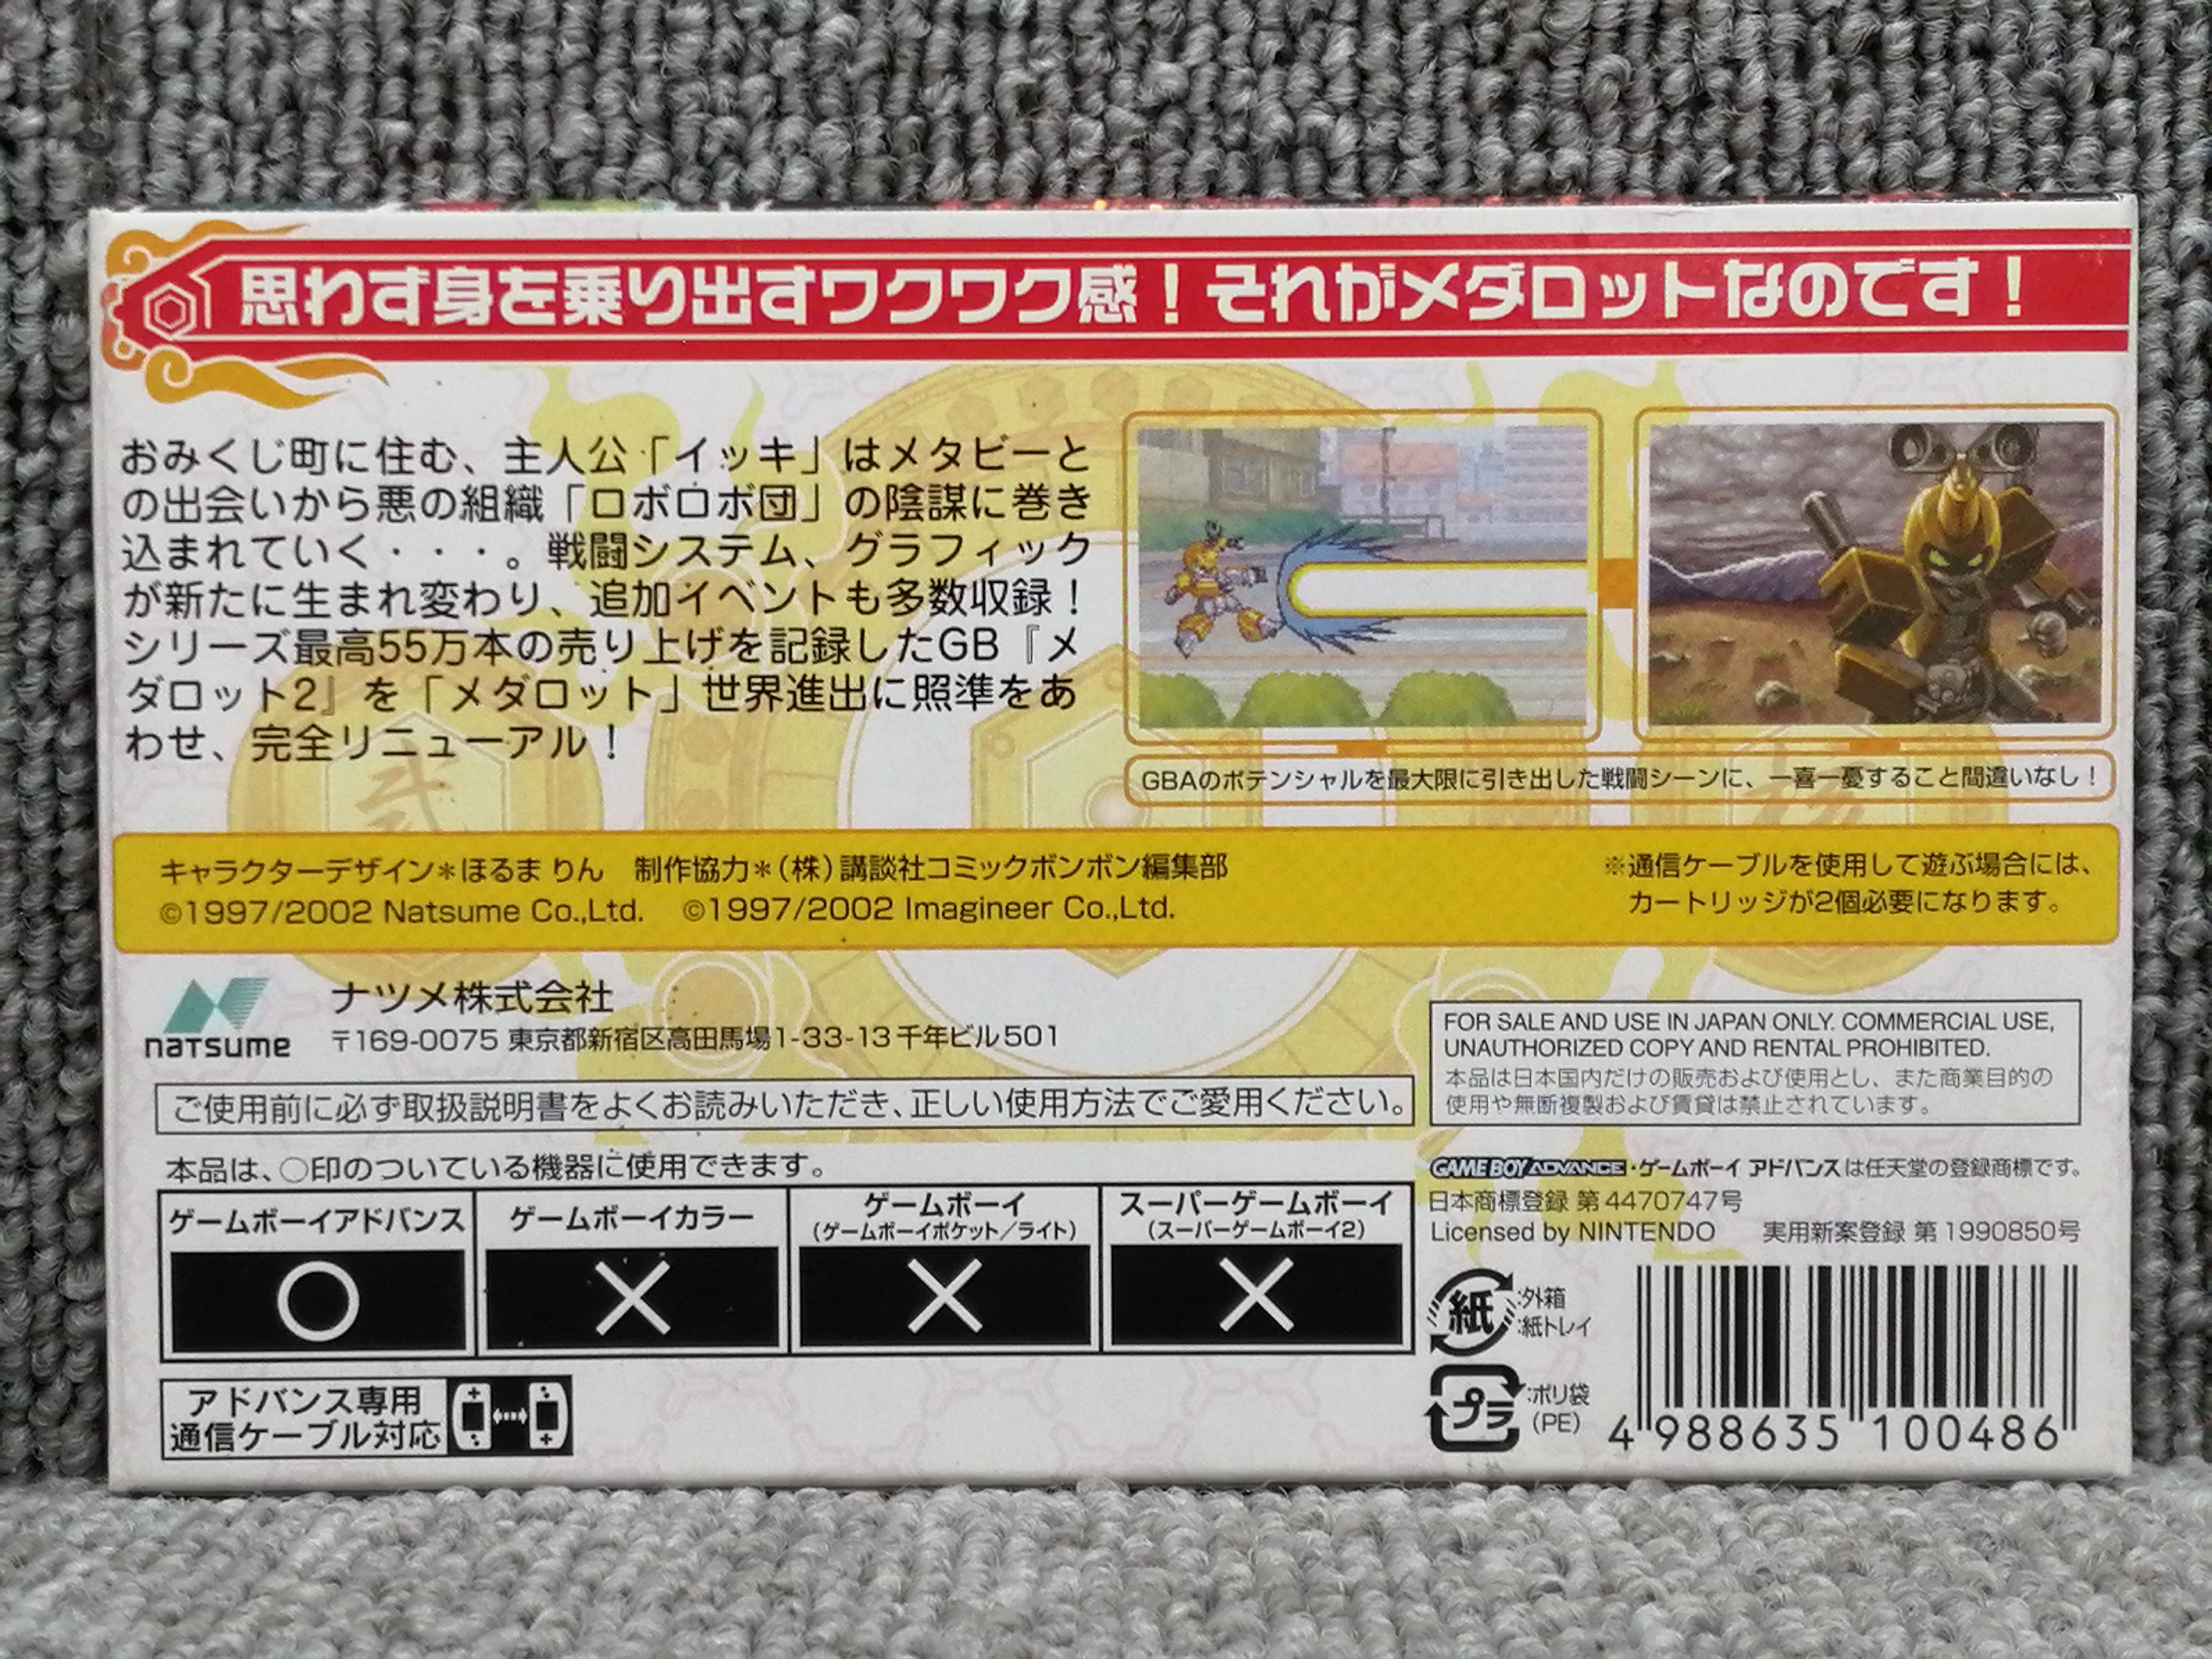 思わず身を乗り出すワクワク感！それがメダロットなのです！
おみくじ町に住む、主人公「イッキ」はメタビーと
の出会いから悪の組織「ロボロボ団」の陰謀に巻き
込まれていく・・・。戦闘システム、グラフィック
が新たに生まれ変わり、追加イベントも多数収録！
シリーズ最高55万本の売り上げを記録したGB『メ
ダロット2』を「メダロット」世界進出に照準をあ
わせ、完全リニューアル！
GBAのポテンシャルを最大限に引き出した戦闘シーンに、一喜一憂すること間違いなし！
キャラクターデザイン＊ほるま りん　制作協力＊（株）講談社コミックボンボン編集部
©1997/2002 Natsume Co.,Ltd.　©1997/2002 Imagineer Co.,Ltd.
※通信ケーブルを使用して遊ぶ場合には、
カートリッジが2個必要になります。
natsume
ナツメ株式会社
〒169-0075 東京都新宿区高田馬場1-33-13千年ビル501
ご使用前に必ず取扱説明書をよくお読みいただき、正しい使用方法でご愛用ください。
FOR SALE AND USE IN JAPAN ONLY. COMMERCIAL USE,
UNAUTHORIZED COPY AND RENTAL PROHIBITED.
本品は日本国内だけの販売および使用とし、また商業目的の
使用や無断複製および賃貸は禁止されています。
本品は、○印のついている機器に使用できます。
ゲームボーイアドバンス
ゲームボーイカラー
ゲームボーイ
（ゲームボーイポケット／ライト）
スーパーゲームボーイ
（スーパーゲームボーイ2）
○
×
×
×
アドバンス専用
通信ケーブル対応
GAME BOY ADVANCE・ゲームボーイ アドバンスは任天堂の登録商標です。
日本商標登録 第4470747号
Licensed by NINTENDO　実用新案登録 第1990850号
紙
:外箱
:紙トレイ
プラ
:ポリ袋
(PE)
4 988635 100486